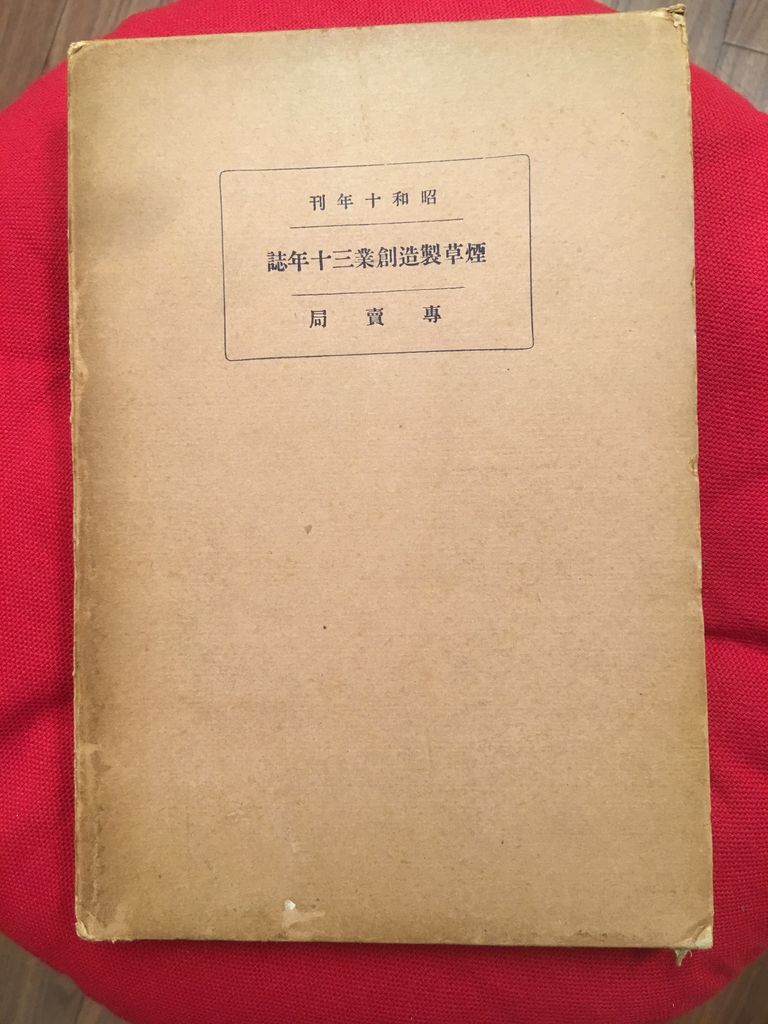 昭和十年刊
煙草製造創業三十年誌
專賣局